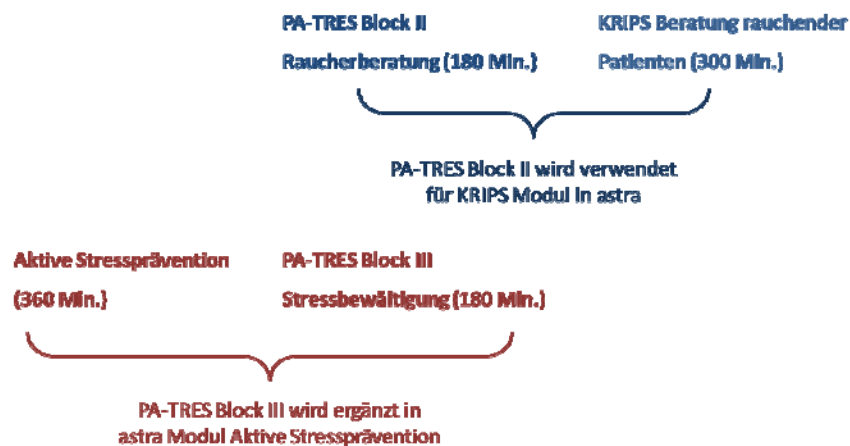 PA-TRES Block II
Raucherberatung (180 Min.)
KRIPS Beratung rauchender
Patienten (300 Min.)
PA-TRES Block II wird verwendet
für KRIPS Modul in astra
Aktive Stressprävention
(360 Min.)
PA-TRES Block III
Stressbewältigung (180 Min.)
PA-TRES Block III wird ergänzt in
astra Modul Aktive Stressprävention